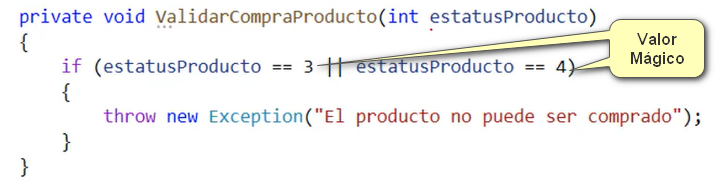 private void ValidarCompraProducto(int estatusProducto)
{
if (estatusProducto == 3 || estatusProducto == 4)
{
throw new Exception("El producto no puede ser comprado");
}
}
Valor
Mágico